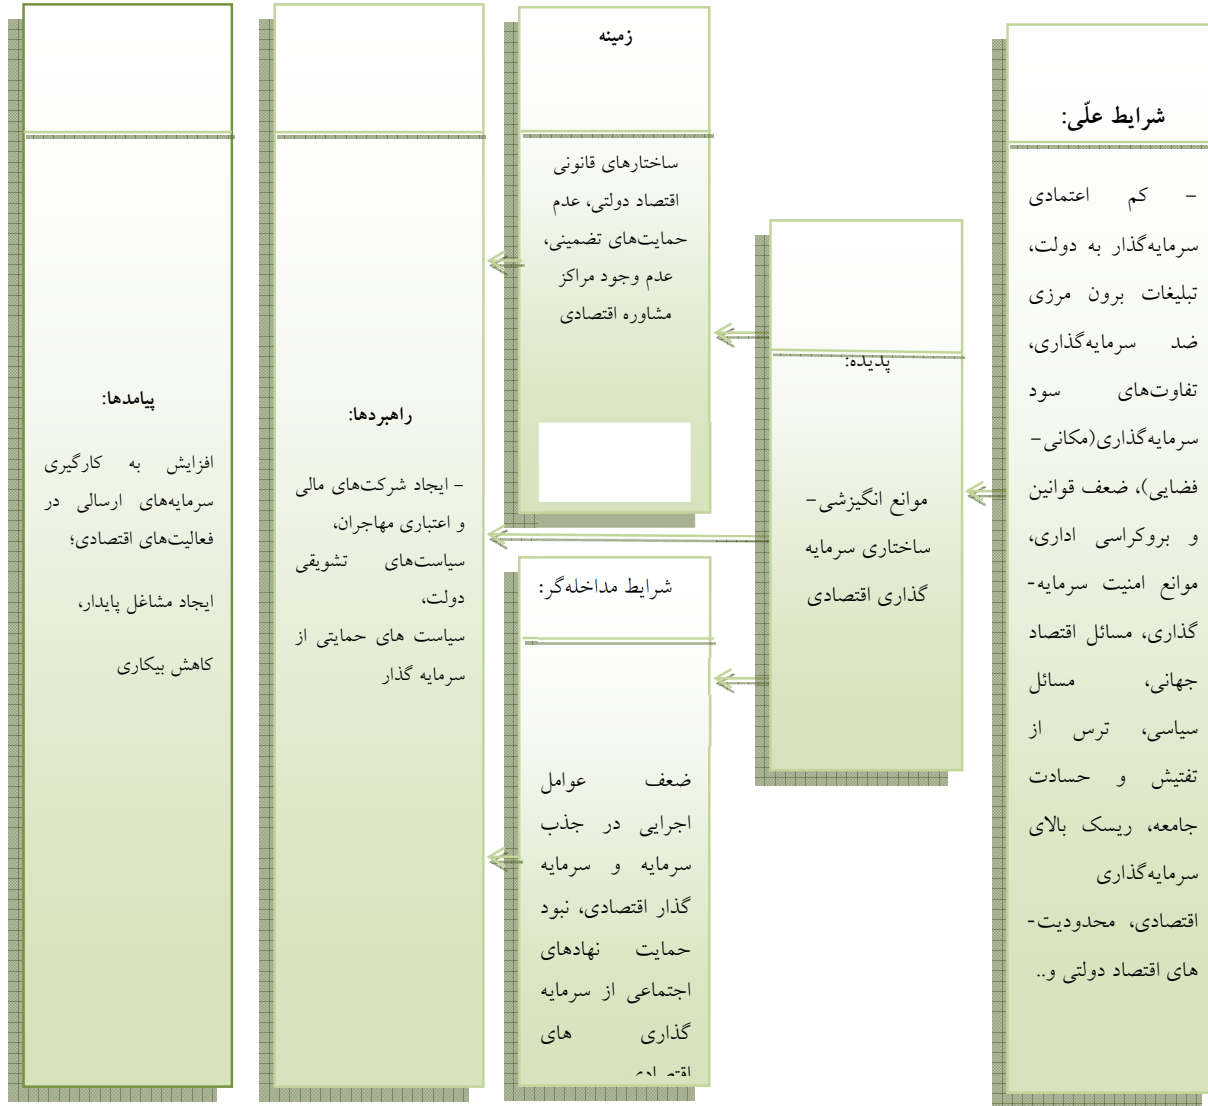 شرایط علّی:
– کم اعتمادی
سرمایه‌گذار به دولت،
تبلیغات برون مرزی
ضد سرمایه‌گذاری،
تفاوت‌های سود
سرمایه‌گذاری(مکانی–
فضایی)، ضعف قوانین
و بروکراسی اداری،
موانع امنیت سرمایه-
گذاری، مسائل اقتصاد
جهانی، مسائل
سیاسی، ترس از
تفتیش و حسادت
جامعه، ریسک بالای
سرمایه‌گذاری
اقتصادی، محدودیت-
های اقتصاد دولتی و..
پدیده:
موانع انگیزشی–
ساختاری سرمایه
گذاری اقتصادی
زمینه
ساختارهای قانونی
اقتصاد دولتی، عدم
حمایت‌های تضمینی،
عدم وجود مراکز
مشاوره اقتصادی
شرایط مداخله‌گر:
ضعف عوامل
اجرایی در جذب
سرمایه و سرمایه
گذار اقتصادی، نبود
حمایت نهادهای
اجتماعی از سرمایه
گذاری های
اقتصادی
راهبردها:
– ایجاد شرکت‌های مالی
و اعتباری مهاجران،
سیاست‌های تشویقی
دولت،
سیاست های حمایتی از
سرمایه گذار
پیامدها:
افزایش به کارگیری
سرمایه‌های ارسالی در
فعالیت‌های اقتصادی؛
ایجاد مشاغل پایدار،
کاهش بیکاری